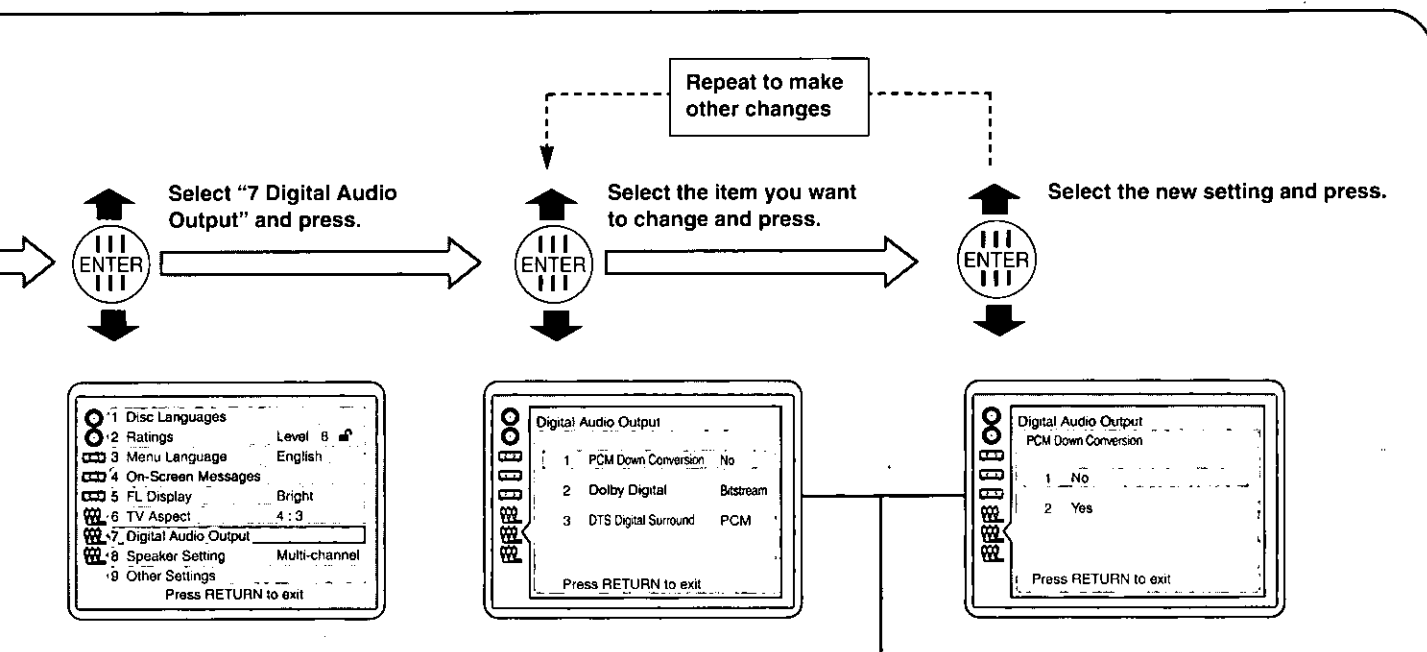 Repeat to make
other changes
Select “7 Digital Audio
Output” and press.
Select the item you want
to change and press.
Select the new setting and press.
ENTER
ENTER
ENTER
1 Disc Languages
2 Ratings Level 8
3 Menu Language English
4 On-Screen Messages
5 FL Display Bright
6 TV Aspect 4 : 3
7 Digital Audio Output
8 Speaker Setting Multi-channel
9 Other Settings
Press RETURN to exit
Digital Audio Output
1 PCM Down Conversion No
2 Dolby Digital Bitstream
3 DTS Digital Surround PCM
Press RETURN to exit
Digital Audio Output
PCM Down Conversion
1 No
2 Yes
Press RETURN to exit